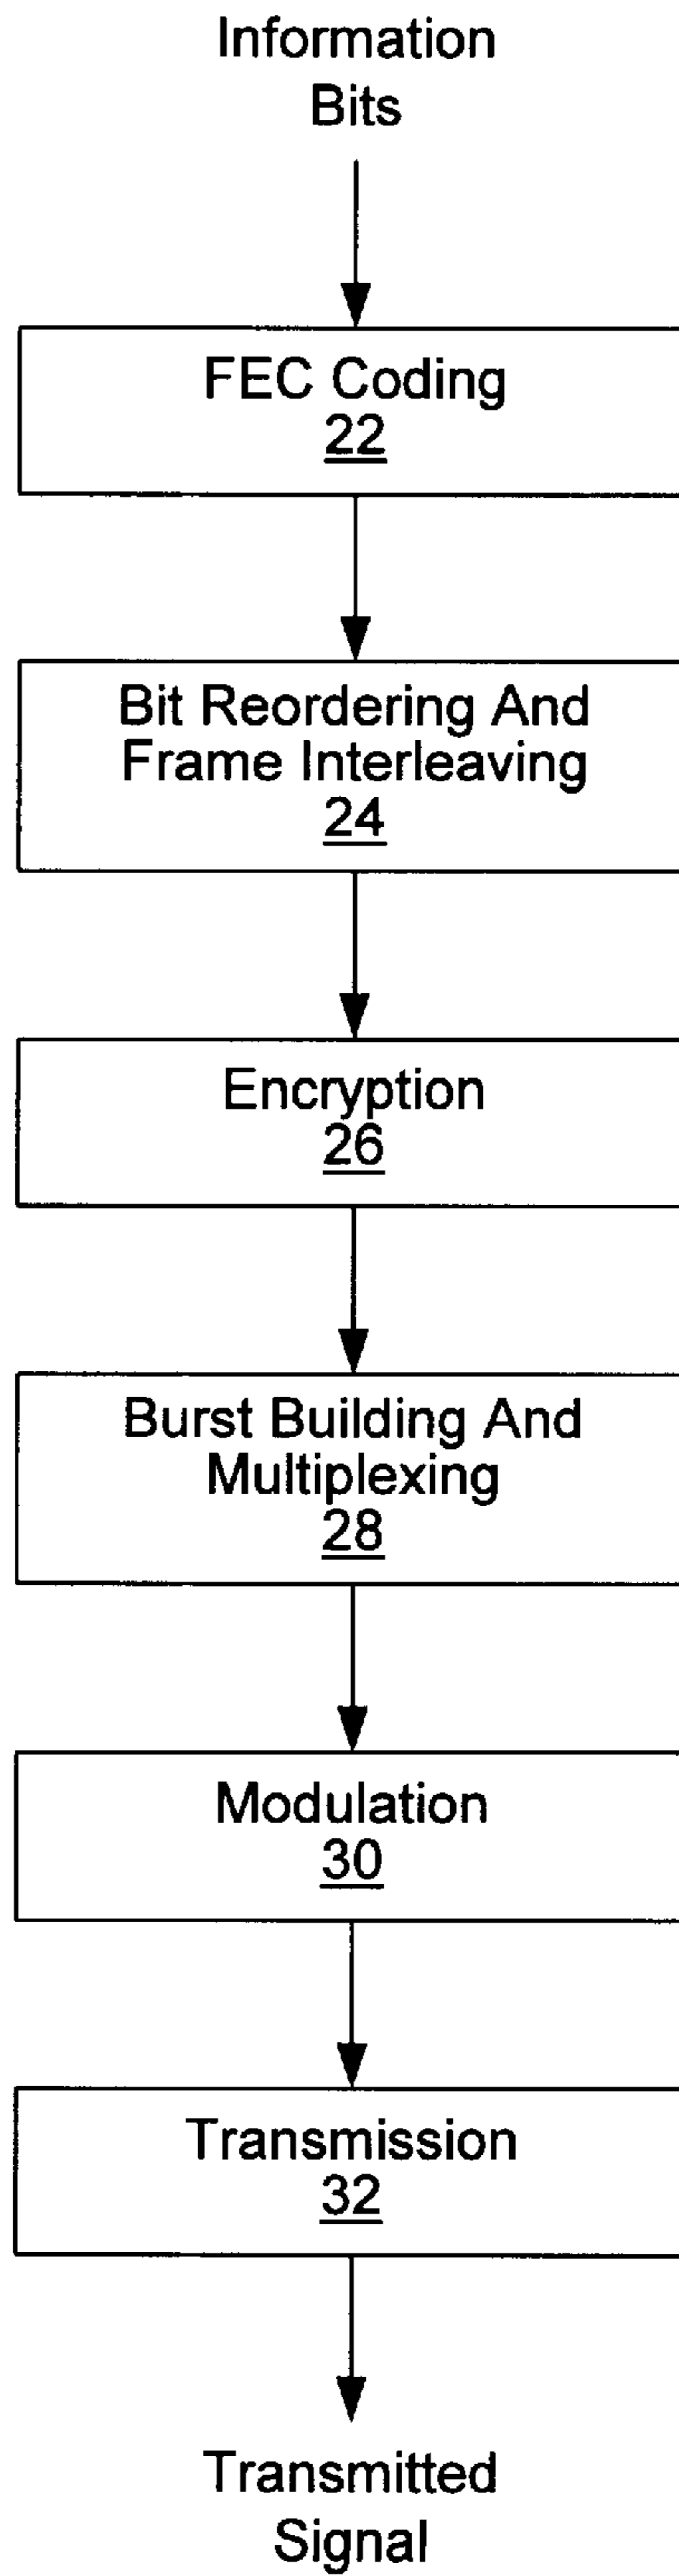 Information
Bits
FEC Coding
22
Bit Reordering And
Frame Interleaving
24
Encryption
26
Burst Building And
Multiplexing
28
Modulation
30
Transmission
32
Transmitted
Signal